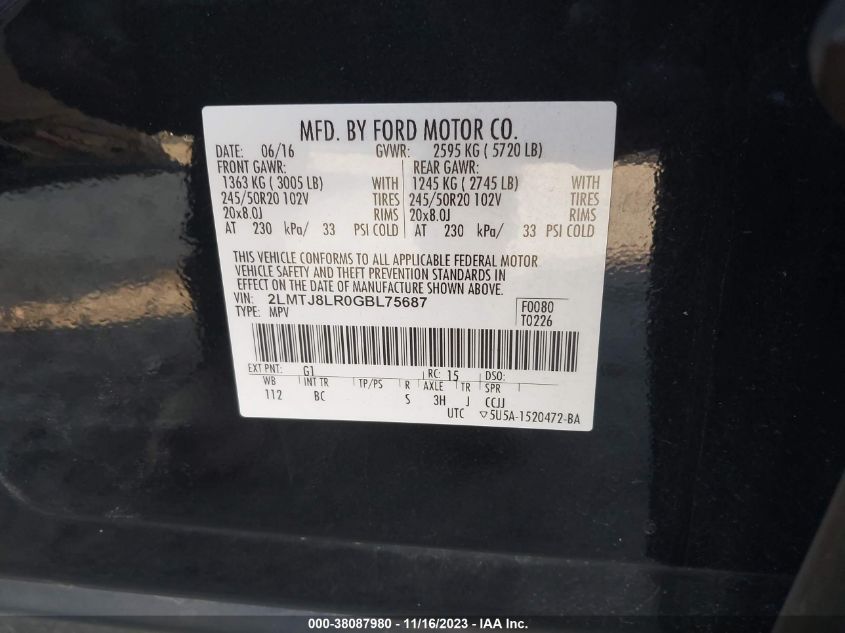 MFD. BY FORD MOTOR CO.
DATE: 06/16 GVWR: 2595 KG ( 5720 LB)
FRONT GAWR: REAR GAWR:
1363 KG ( 3005 LB) WITH 1245 KG ( 2745 LB) WITH
245/50R20 102V TIRES 245/50R20 102V TIRES
20x8.0J RIMS 20x8.0J RIMS
AT 230 kPa/ 33 PSI COLD AT 230 kPa/ 33 PSI COLD
THIS VEHICLE CONFORMS TO ALL APPLICABLE FEDERAL MOTOR
VEHICLE SAFETY AND THEFT PREVENTION STANDARDS IN
EFFECT ON THE DATE OF MANUFACTURE SHOWN ABOVE.
VIN: 2LMTJ8LR0GBL75687 F0080
TYPE: MPV T0226
EXT PNT: G1 RC: 15 DSO:
WB INT TR TP/PS R AXLE TR SPR
112 BC S 3H J CCJJ
UTC ▽5U5A-1520472-BA
000-38087980 - 11/16/2023 - IAA Inc.